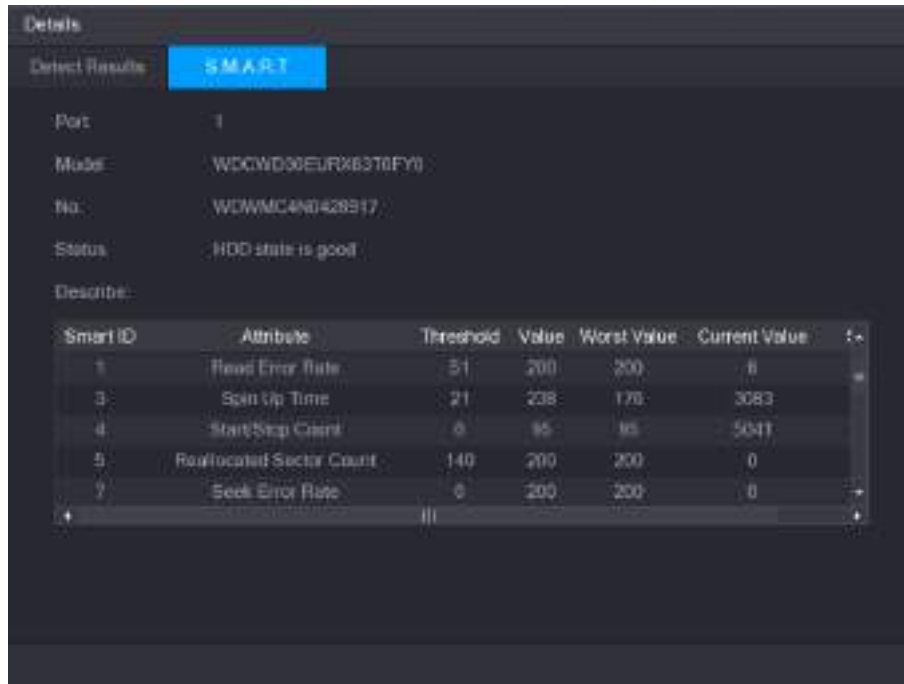 Details
Detect Results S.M.A.R.T
Port 1
Model
No. WDWMC4N0428917
Status HDD state is good
Describe:
Smart ID Attribute Threshold Value Worst Value Current Value
1 Read Error Rate 51 200 200
3 Spin Up Time 21 238 176 3083
4 Start/Stop Count 0 95 95 5041
5 Reallocated Sector Count 140 200 200 0
7 Seek Error Rate 0 200 200 0